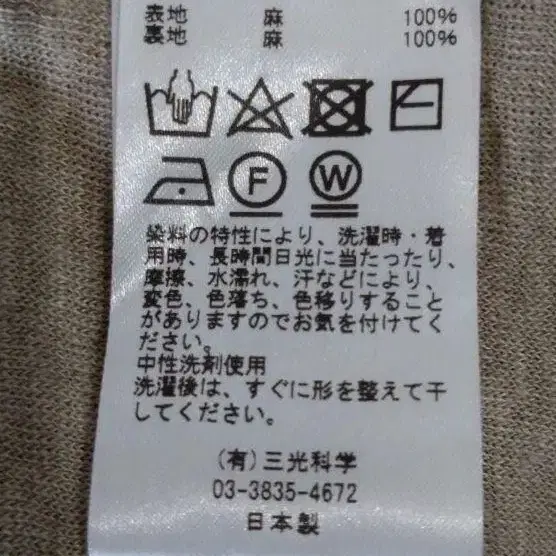 表地 麻 100%
裏地 麻 100%
F W
染料の特性により、洗濯時・着
用時、長時間日光に当たったり、
摩擦、水濡れ、汗などにより、
変色、色落ち、色移りすること
がありますのでお気を付けてく
ださい。
中性洗剤使用
洗濯後は、すぐに形を整えて干
してください。
(有)三光科学
03-3835-4672
日本製